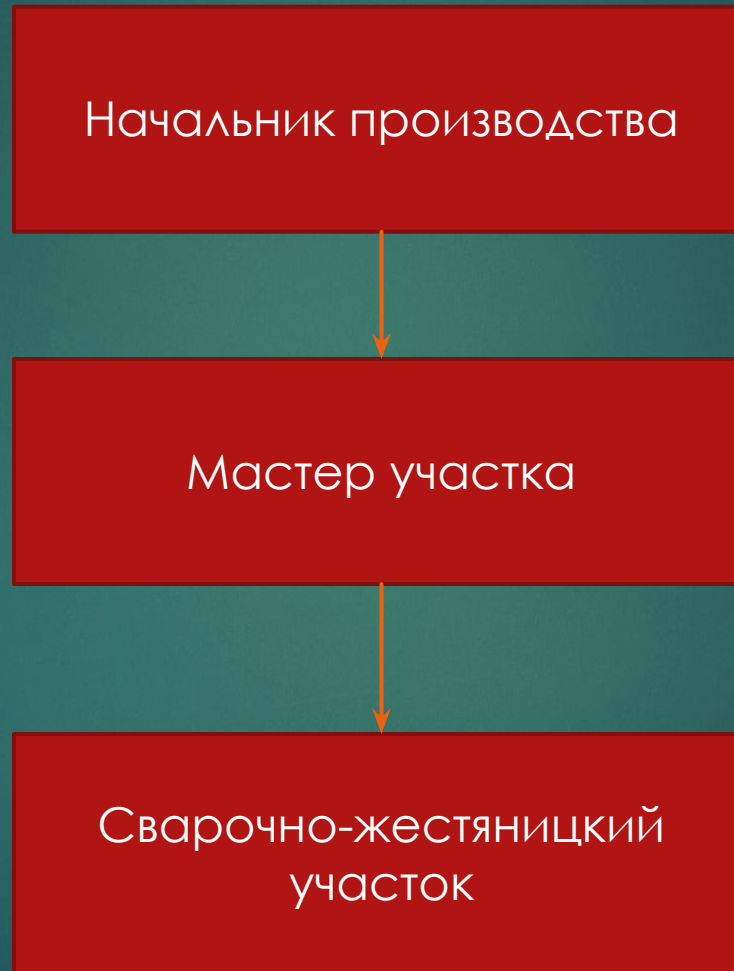 Начальник производства
Мастер участка
Сварочно-жестяницкий
участок